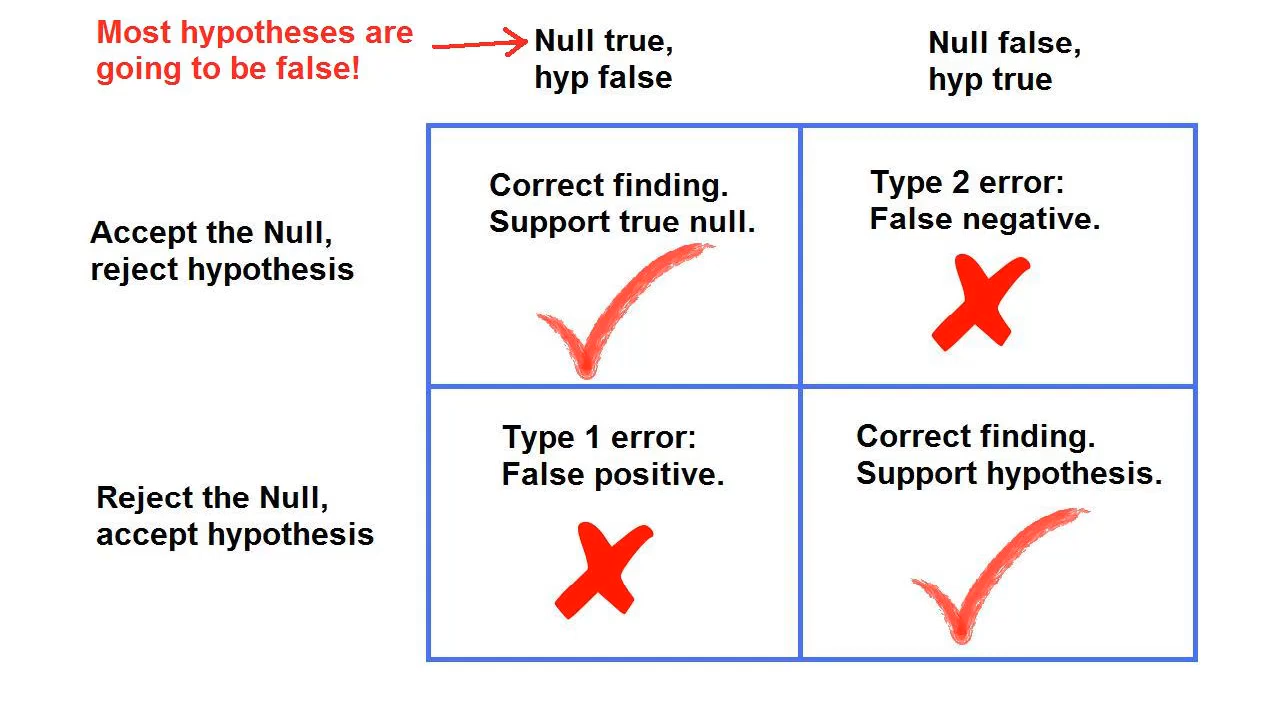 Most hypotheses are
going to be false!
Null true,
hyp false
Null false,
hyp true
Accept the Null,
reject hypothesis
Correct finding.
Support true null.
Type 2 error:
False negative.
Reject the Null,
accept hypothesis
Type 1 error:
False positive.
Correct finding.
Support hypothesis.